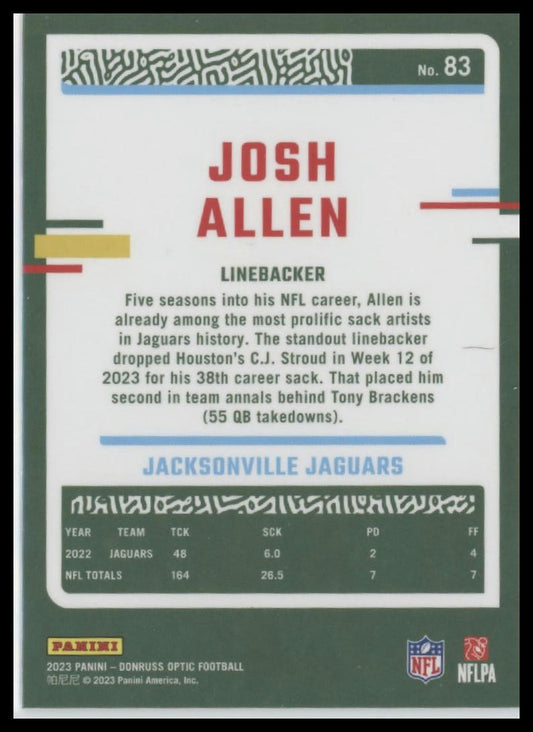 No. 83
JOSH
ALLEN
LINEBACKER
Five seasons into his NFL career, Allen is
already among the most prolific sack artists
in Jaguars history. The standout linebacker
dropped Houston's C.J. Stroud in Week 12 of
2023 for his 38th career sack. That placed him
second in team annals behind Tony Brackens
(55 QB takedowns).
JACKSONVILLE JAGUARS
YEAR TEAM TCK SCK PD FF
2022 JAGUARS 48 6.0 2 4
NFL TOTALS 164 26.5 7 7
PANINI
2023 PANINI – DONRUSS OPTIC FOOTBALL
帕尼尼 © 2023 Panini America, Inc.
NFL
NFLPA